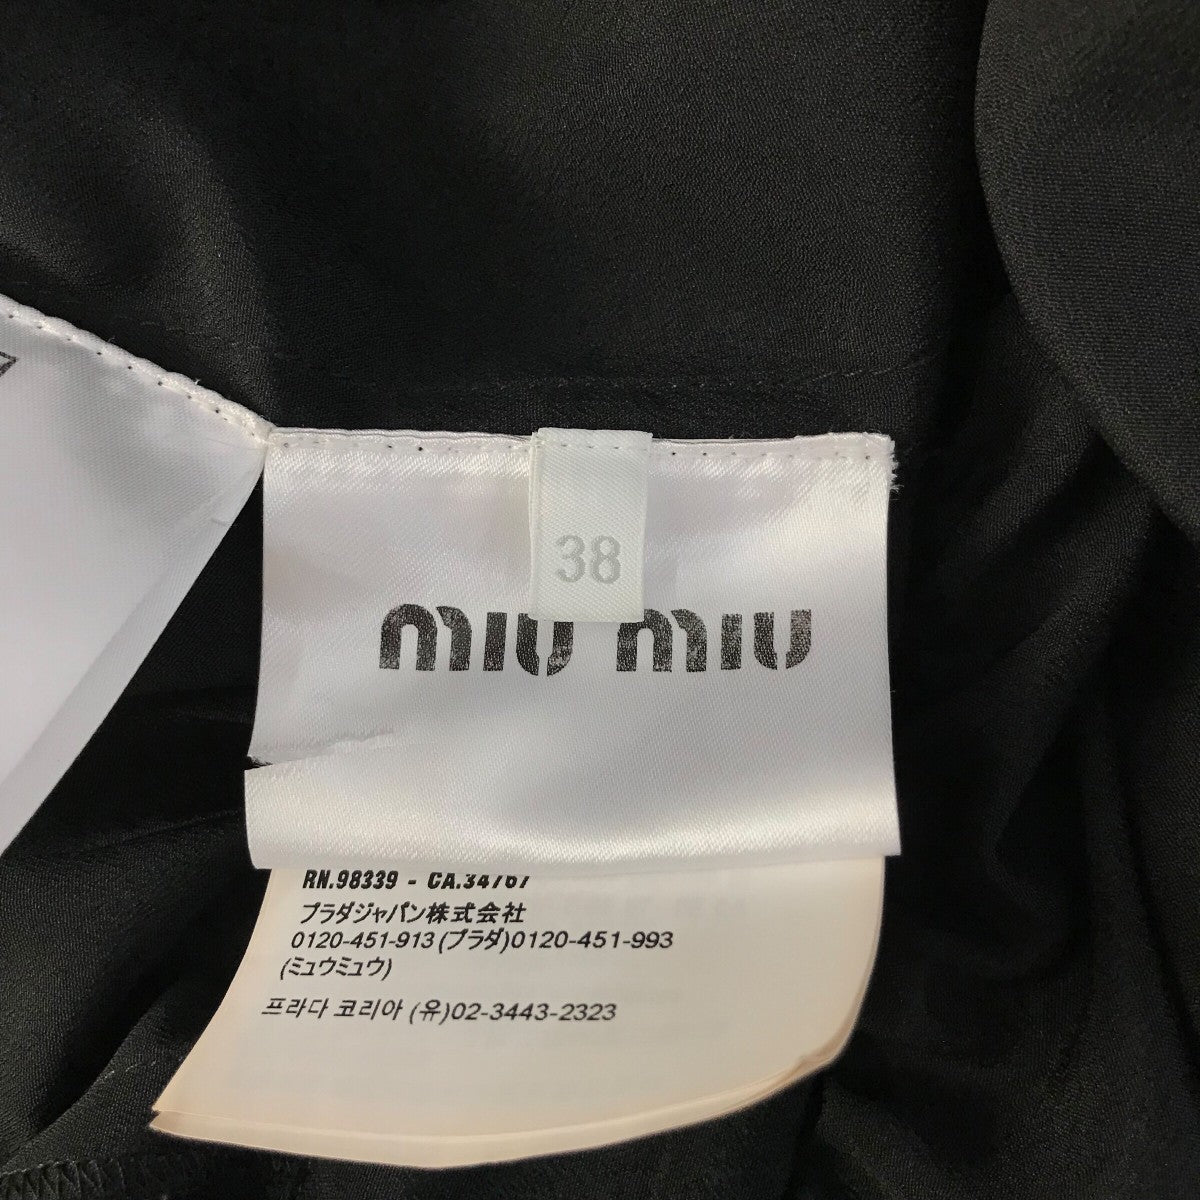 38
miu miu
RN.98339 - CA.34767
プラダジャパン株式会社
0120-451-913(プラダ)0120-451-993
(ミュウミュウ)
프라다 코리아 (유)02-3443-2323